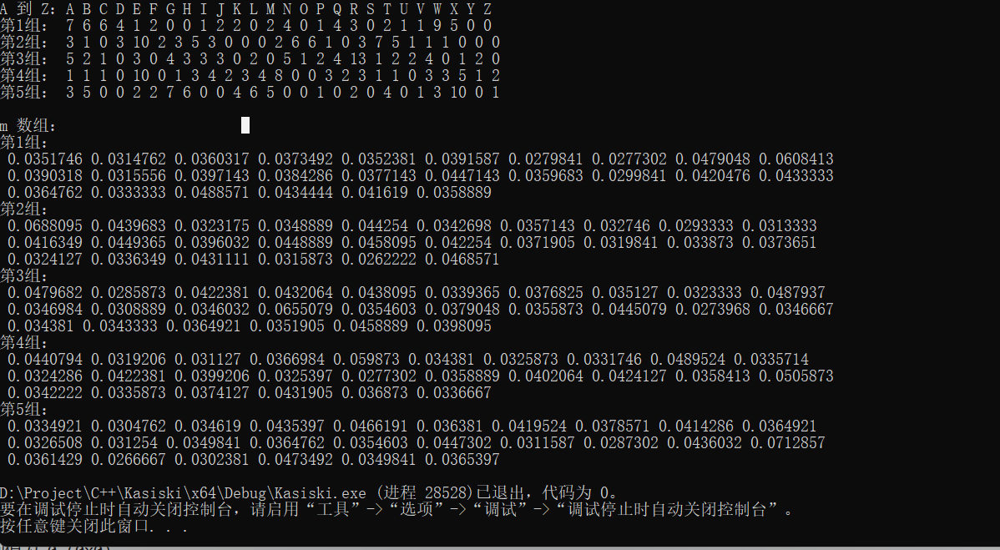 A 到 Z: A B C D E F G H I J K L M N O P Q R S T U V W X Y Z
第1组: 7 6 6 4 1 2 0 0 1 2 2 0 2 4 0 1 4 3 0 2 1 1 9 5 0 0
第2组: 3 1 0 3 10 2 3 5 3 0 0 0 2 6 6 1 0 3 7 5 1 1 1 0 0 0
第3组: 5 2 1 0 3 0 4 3 3 3 0 2 0 5 1 2 4 13 1 2 2 4 0 1 2 0
第4组: 1 1 1 0 10 0 1 3 4 2 3 4 8 0 0 3 2 3 1 1 0 3 3 5 1 2
第5组: 3 5 0 0 2 2 7 6 0 0 4 6 5 0 0 1 0 2 0 4 0 1 3 10 0 1
m 数组:
第1组:
0.0351746 0.0314762 0.0360317 0.0373492 0.0352381 0.0391587 0.0279841 0.0277302 0.0479048 0.0608413
0.0390318 0.0315556 0.0397143 0.0384286 0.0377143 0.0447143 0.0359683 0.0299841 0.0420476 0.0433333
0.0364762 0.0333333 0.0488571 0.0434444 0.041619 0.0358889
第2组:
0.0688095 0.0439683 0.0323175 0.0348889 0.044254 0.0342698 0.0357143 0.032746 0.0293333 0.0313333
0.0416349 0.0449365 0.0396032 0.0448889 0.0458095 0.042254 0.0371905 0.0319841 0.033873 0.0373651
0.0324127 0.0336349 0.0431111 0.0315873 0.0262222 0.0468571
第3组:
0.0479682 0.0285873 0.0422381 0.0432064 0.0438095 0.0339365 0.0376825 0.035127 0.0323333 0.0487937
0.0346984 0.0308889 0.0346032 0.0655079 0.0354603 0.0379048 0.0355873 0.0445079 0.0273968 0.0346667
0.034381 0.0343333 0.0364921 0.0351905 0.0458889 0.0398095
第4组:
0.0440794 0.0319206 0.031127 0.0366984 0.059873 0.034381 0.0325873 0.0331746 0.0489524 0.0335714
0.0324286 0.0422381 0.0399206 0.0325397 0.0277302 0.0358889 0.0402064 0.0424127 0.0358413 0.0505873
0.0342222 0.0335873 0.0374127 0.0431905 0.036873 0.0336667
第5组:
0.0334921 0.0304762 0.034619 0.0435397 0.0466191 0.036381 0.0419524 0.0378571 0.0414286 0.0364921
0.0326508 0.031254 0.0349841 0.0364762 0.0354603 0.0447302 0.0311587 0.0287302 0.0436032 0.0712857
0.0361429 0.0266667 0.0302381 0.0473492 0.0349841 0.0365397
D:\Project\C++\Kasiski\x64\Debug\Kasiski.exe (进程 28528)已退出，代码为 0。
要在调试停止时自动关闭控制台，请启用“工具”->“选项”->“调试”->“调试停止时自动关闭控制台”。
按任意键关闭此窗口. . .